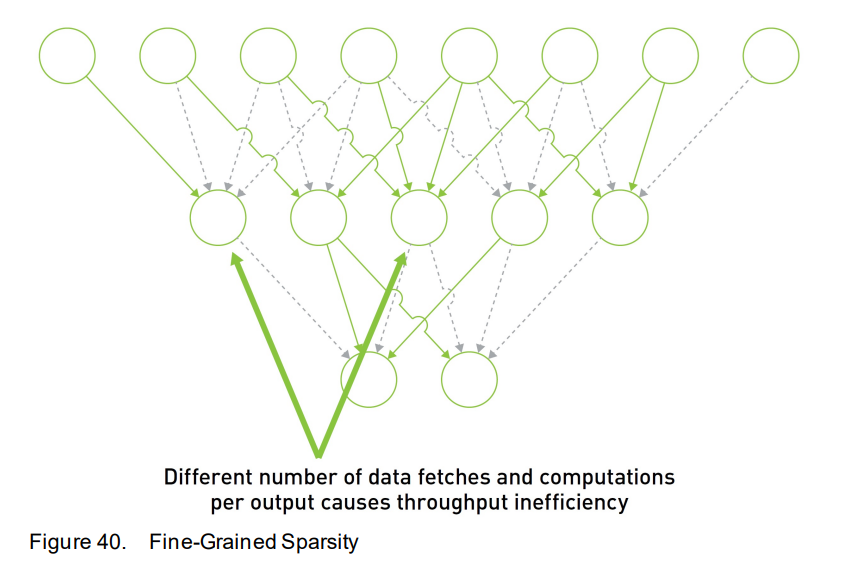 Different number of data fetches and computations
per output causes throughput inefficiency
Figure 40. Fine-Grained Sparsity